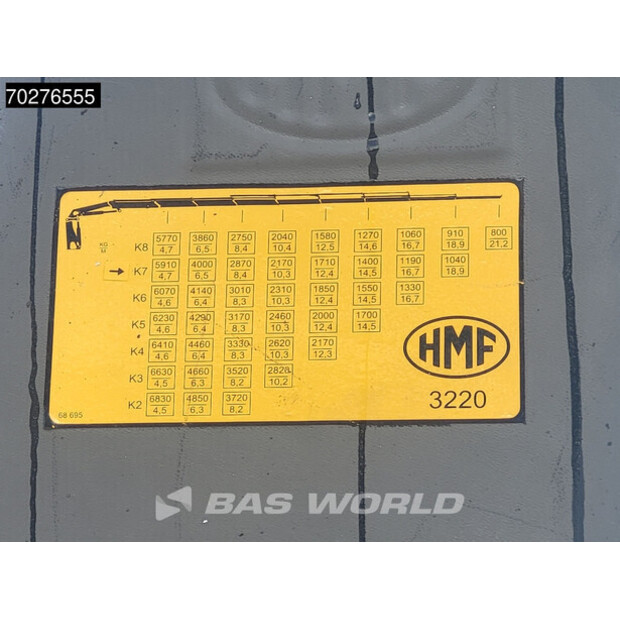 70276555
K8 5770 3860 2750 2040 1580 1270 1060 910 800
4,7 6,5 8,4 10,4 12,5 14,6 16,7 18,9 21,2
K7 5910 4000 2870 2170 1710 1400 1190 1040
4,7 6,5 8,4 10,3 12,4 14,5 16,7 18,9
K6 6070 4140 3010 2310 1850 1550 1330
4,6 6,4 8,3 10,3 12,4 14,5 16,7
K5 6230 4290 3170 2460 2000 1700
4,6 6,4 8,3 10,3 12,4 14,5
K4 6410 4460 3330 2620 2170
4,6 6,4 8,3 10,3 12,3
K3 6630 4660 3520 2820
4,5 6,3 8,2 10,2
K2 6830 4850 3720
4,5 6,3 8,2
HMF
3220
68 695
BAS WORLD